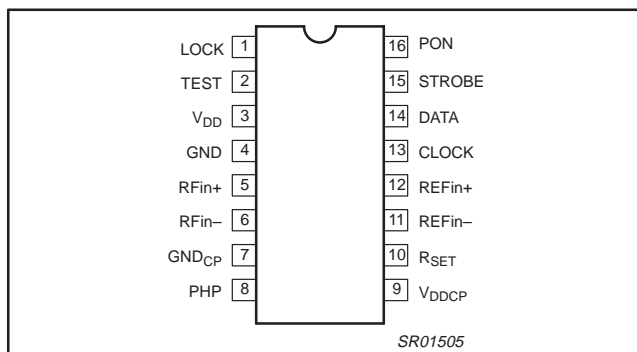 LOCK 1 16 PON
TEST 2 15 STROBE
VDD 3 14 DATA
GND 4 13 CLOCK
RFin+ 5 12 REFin+
RFin– 6 11 REFin–
GNDCP 7 10 RSET
PHP 8 9 VDDCP
SR01505